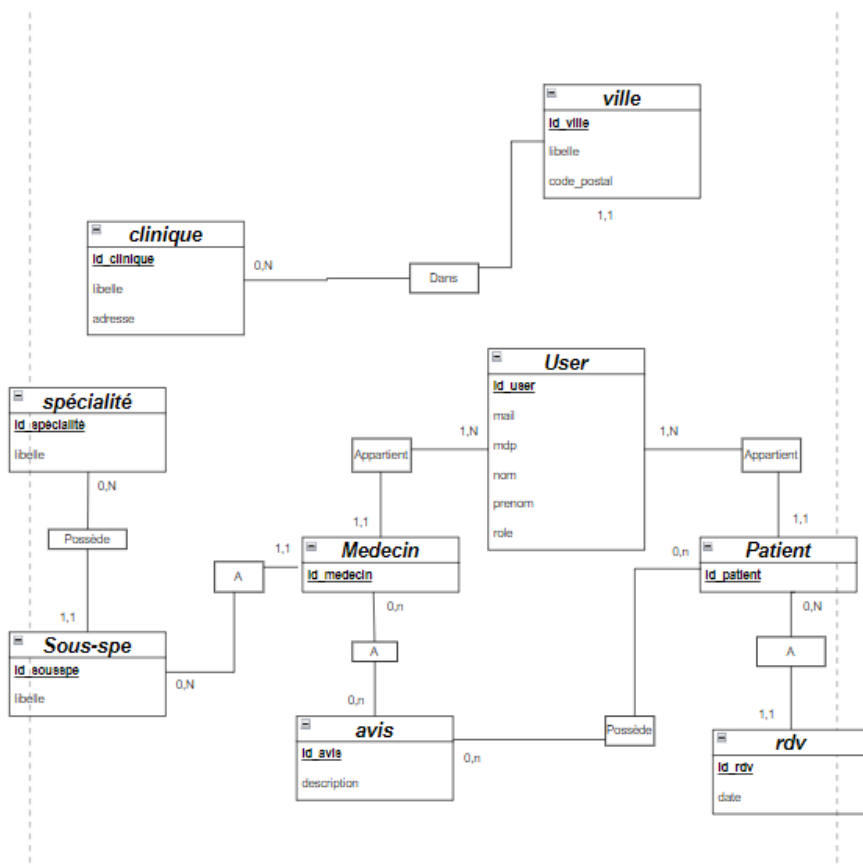 ville
id_ville
libelle
code_postal
1,1
clinique
id_clinique
libelle
adresse
0,N
Dans
User
id_user
mail
mdp
nom
prenom
role
spécialité
id_spécialité
libelle
0,N
Possède
1,1
1,N
Appartient
1,1
1,N
Appartient
1,1
Medecin
id_medecin
1,1
A
0,N
Sous-spe
id_sousspe
libelle
0,n
A
0,n
Patient
id_patient
0,n
0,N
A
1,1
avis
id_avis
description
0,n
Possède
rdv
id_rdv
date